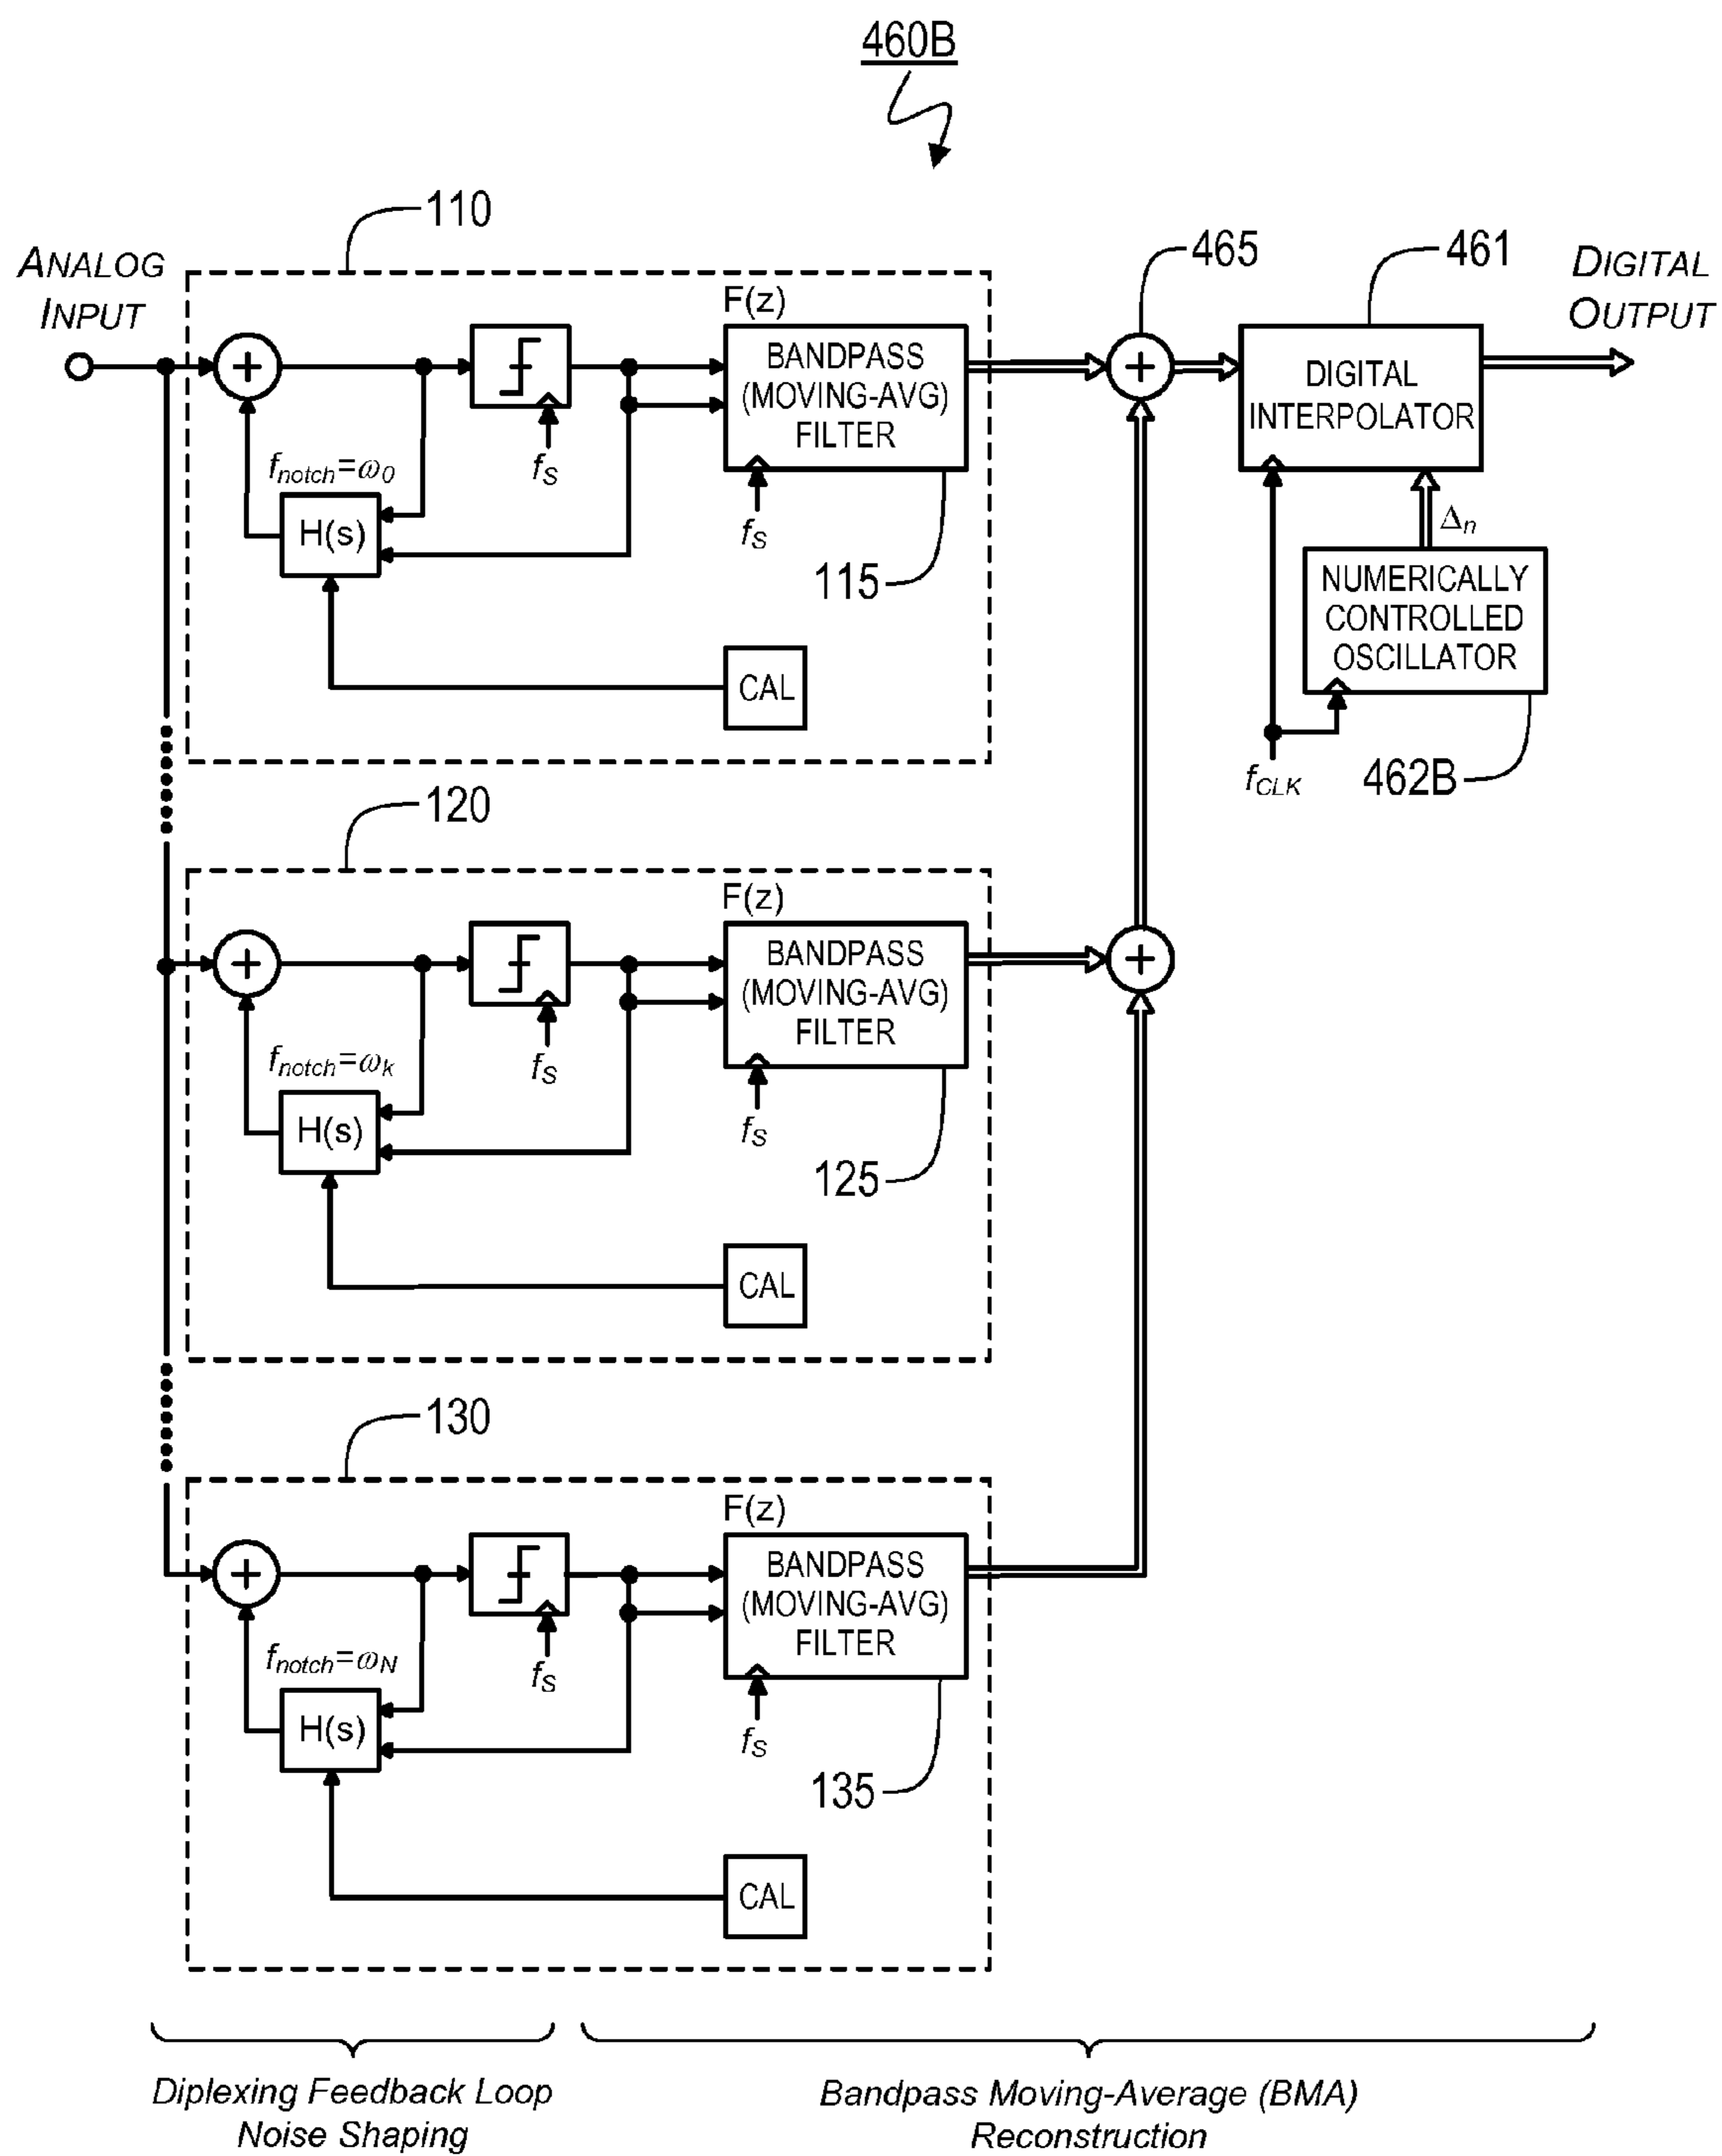 460B
110
465
461
ANALOG
INPUT
DIGITAL
OUTPUT
F(z)
+
BANDPASS
(MOVING-AVG)
FILTER
+
DIGITAL
INTERPOLATOR
fnotch=ω0
fS
H(s)
fS
115
Δn
NUMERICALLY
CONTROLLED
OSCILLATOR
CAL
fCLK
462B
120
F(z)
+
BANDPASS
(MOVING-AVG)
FILTER
+
fnotch=ωk
fS
H(s)
fS
125
CAL
130
F(z)
+
BANDPASS
(MOVING-AVG)
FILTER
fnotch=ωN
fS
H(s)
fS
135
CAL
Diplexing Feedback Loop
Noise Shaping
Bandpass Moving-Average (BMA)
Reconstruction